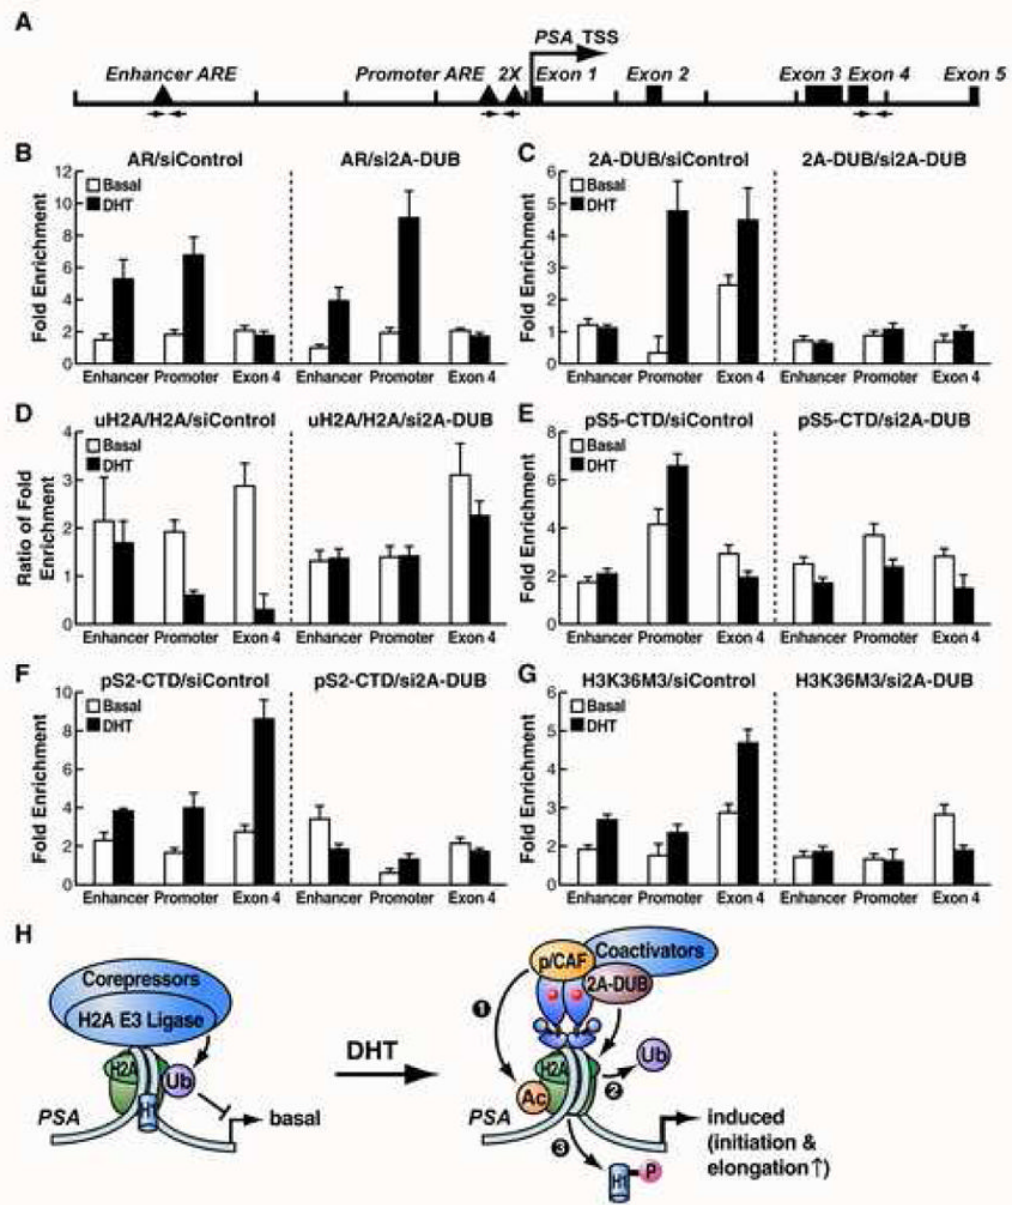 A
PSA TSS
Enhancer ARE Promoter ARE 2X Exon 1 Exon 2 Exon 3 Exon 4 Exon 5
B
AR/siControl AR/si2A-DUB
Fold Enrichment
12
10
8
6
4
2
0
Basal
DHT
Enhancer Promoter Exon 4 Enhancer Promoter Exon 4
C
2A-DUB/siControl 2A-DUB/si2A-DUB
Fold Enrichment
6
5
4
3
2
1
0
Basal
DHT
Enhancer Promoter Exon 4 Enhancer Promoter Exon 4
D
uH2A/H2A/siControl uH2A/H2A/si2A-DUB
Ratio of Fold
Enrichment
4
3
2
1
0
Basal
DHT
Enhancer Promoter Exon 4 Enhancer Promoter Exon 4
E
pS5-CTD/siControl pS5-CTD/si2A-DUB
Fold Enrichment
8
6
4
2
0
Basal
DHT
Enhancer Promoter Exon 4 Enhancer Promoter Exon 4
F
pS2-CTD/siControl pS2-CTD/si2A-DUB
Fold Enrichment
10
8
6
4
2
0
Basal
DHT
Enhancer Promoter Exon 4 Enhancer Promoter Exon 4
G
H3K36M3/siControl H3K36M3/si2A-DUB
Fold Enrichment
6
5
4
3
2
1
0
Basal
DHT
Enhancer Promoter Exon 4 Enhancer Promoter Exon 4
H
Corepressors
H2A E3 Ligase
H2A
Ub
H1
PSA
basal
DHT
p/CAF
Coactivators
2A-DUB
1
H2A
Ub
2
Ac
PSA
3
H1
P
induced
(initiation &
elongation↑)